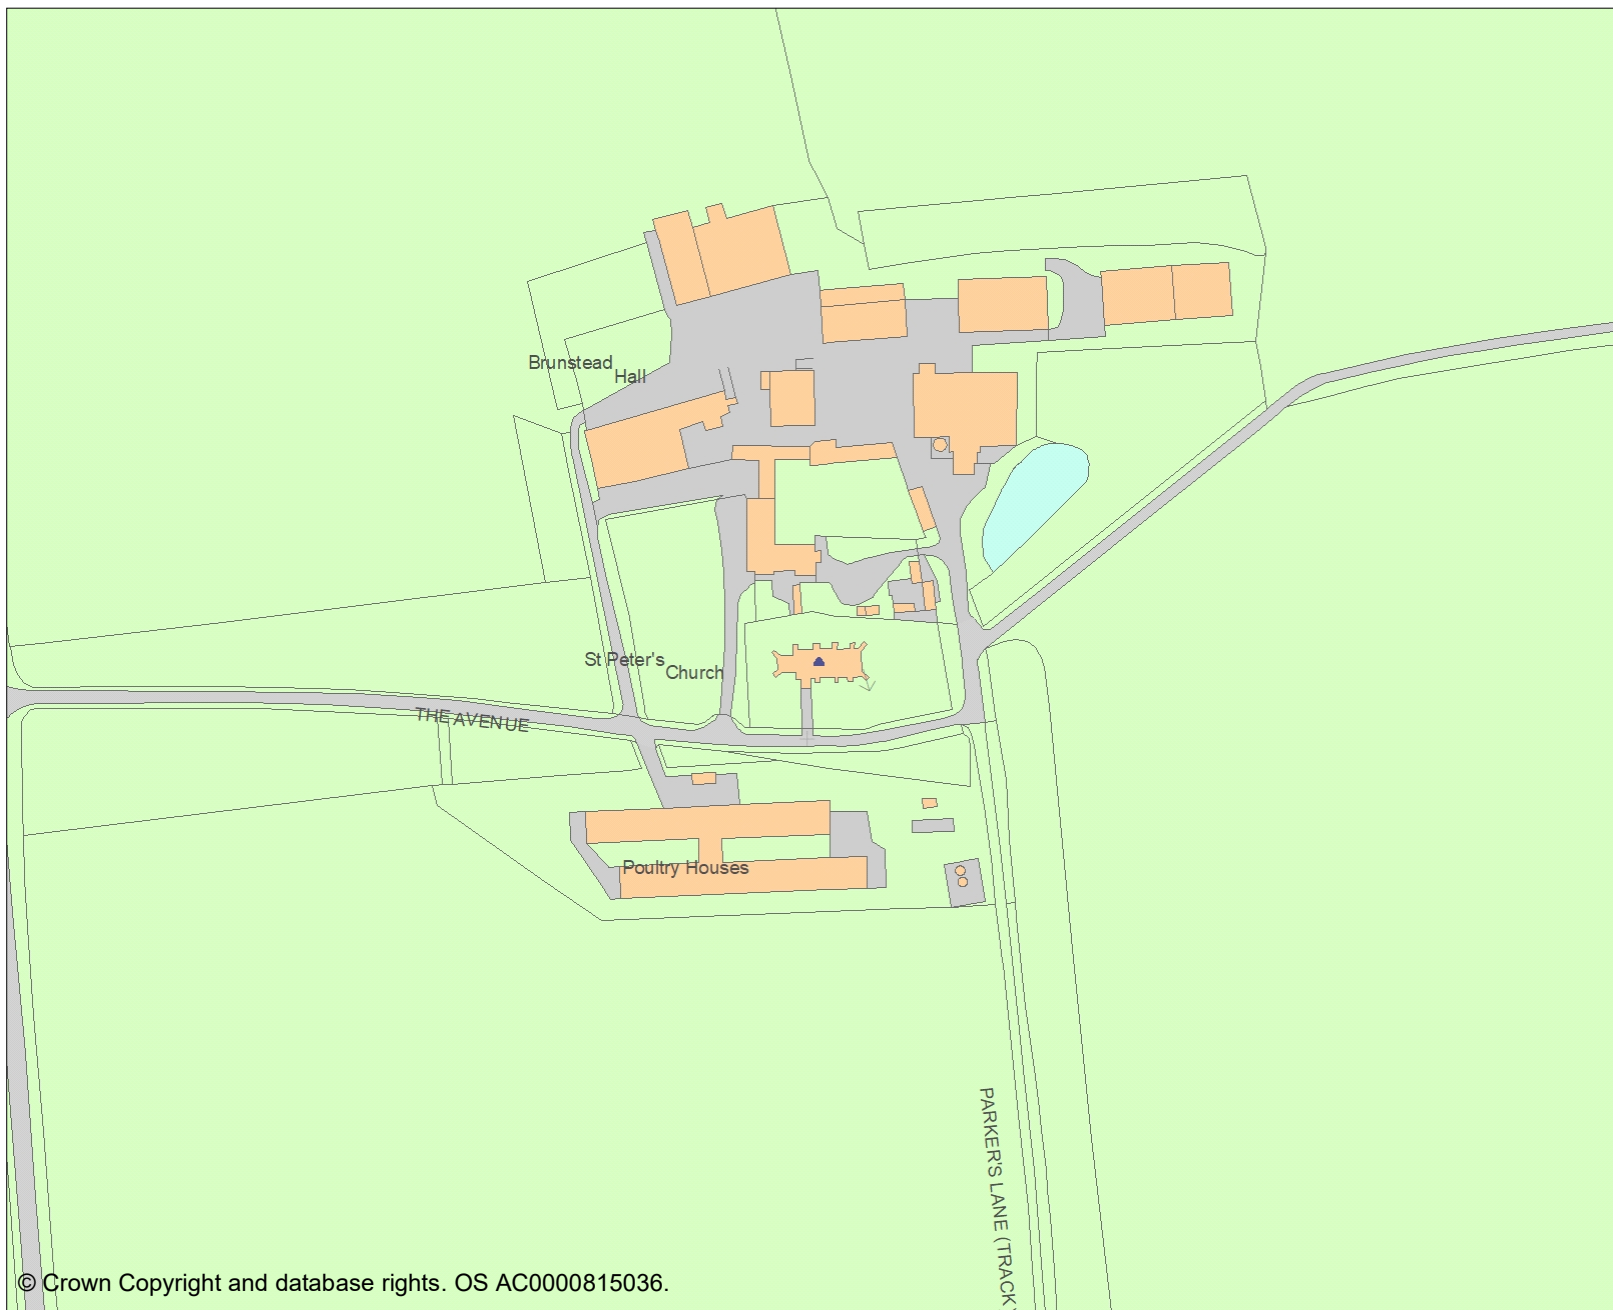 Brunstead
Hall
St Peter's
Church
THE AVENUE
Poultry Houses
PARKER'S LANE (TRACK
© Crown Copyright and database rights. OS AC0000815036.